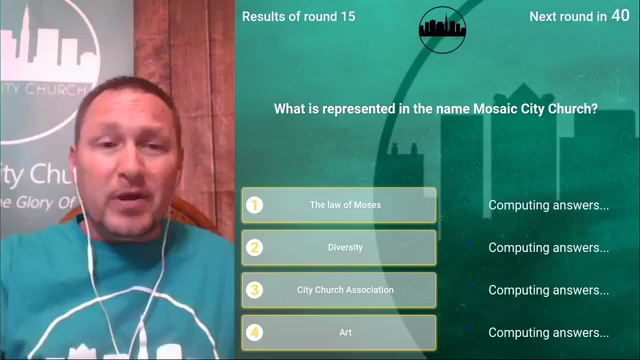 Results of round 15
Next round in 40
What is represented in the name Mosaic City Church?
1 The law of Moses Computing answers...
2 Diversity Computing answers...
3 City Church Association Computing answers...
4 Art Computing answers...
ITY CHURCH
ity Chu
e Glory Of